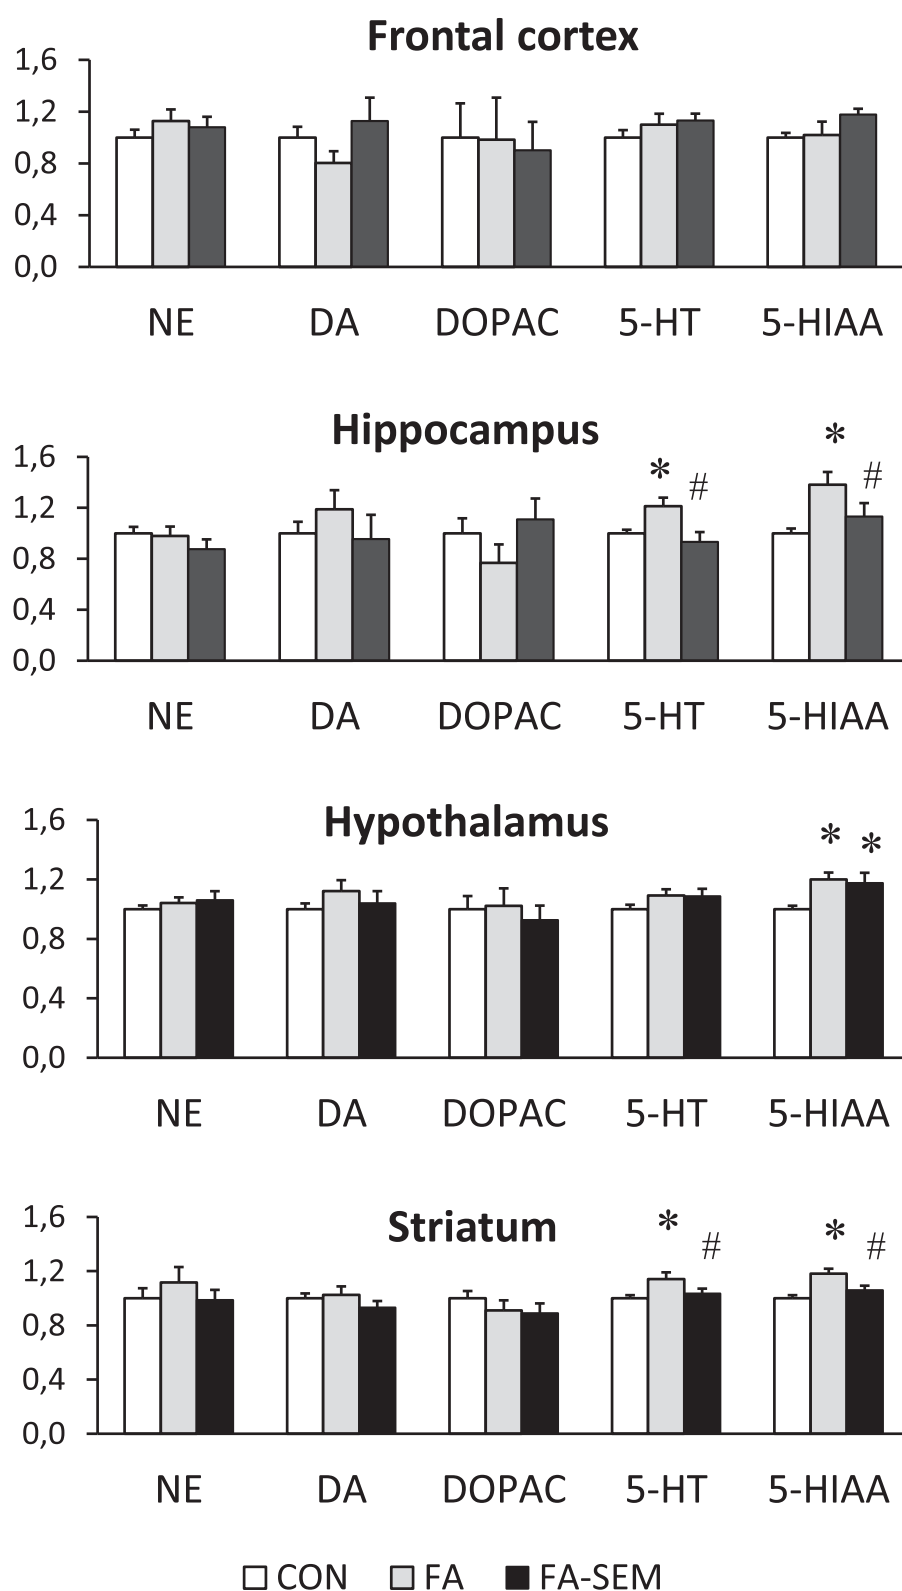 Frontal cortex
1,6
1,2
0,8
0,4
0,0
NE DA DOPAC 5-HT 5-HIAA
Hippocampus
1,6
1,2
0,8
0,4
0,0
* # * #
NE DA DOPAC 5-HT 5-HIAA
Hypothalamus
1,6
1,2
0,8
0,4
0,0
* *
NE DA DOPAC 5-HT 5-HIAA
Striatum
1,6
1,2
0,8
0,4
0,0
* # * #
NE DA DOPAC 5-HT 5-HIAA
CON FA FA-SEM